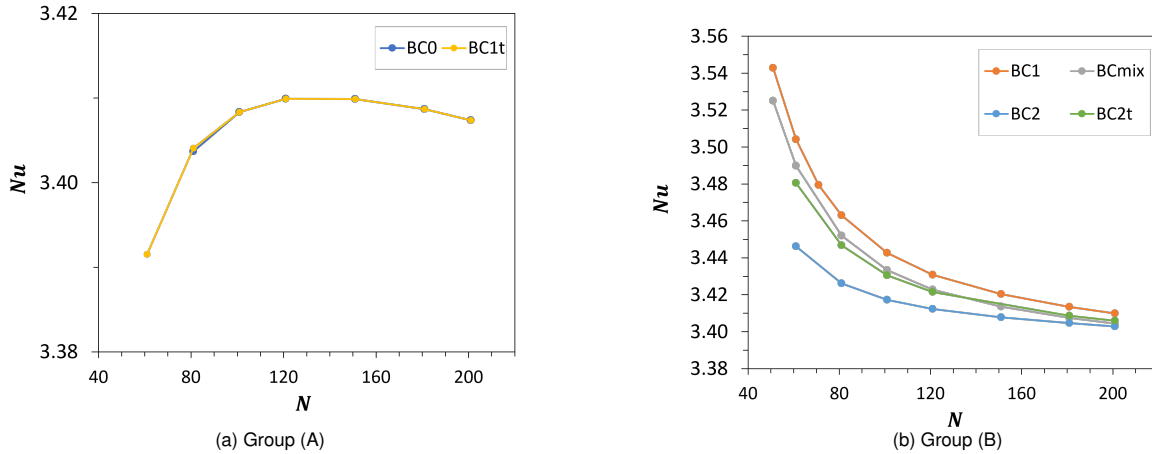 3.42
3.40
3.38
Nu
BC0 BC1t
40 80 120 160 200
N
(a) Group (A)
3.56
3.54
3.52
3.50
3.48
3.46
3.44
3.42
3.40
3.38
Nu
BC1 BCmix
BC2 BC2t
40 80 120 160 200
N
(b) Group (B)